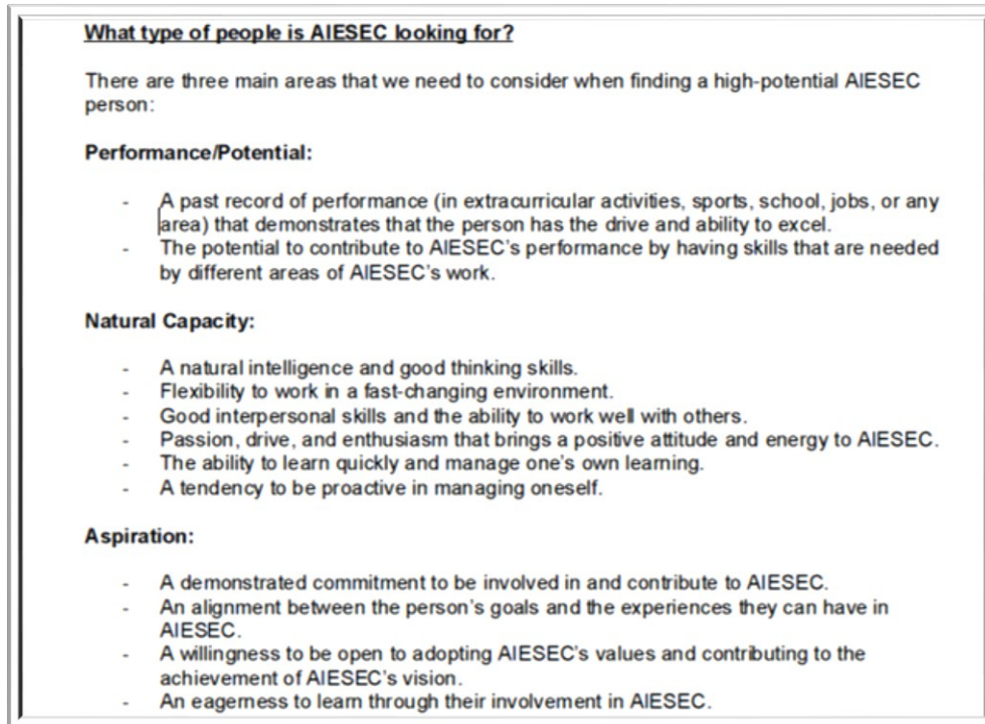 What type of people is AIESEC looking for?
There are three main areas that we need to consider when finding a high-potential AIESEC
person:
Performance/Potential:
- A past record of performance (in extracurricular activities, sports, school, jobs, or any
area) that demonstrates that the person has the drive and ability to excel.
- The potential to contribute to AIESEC's performance by having skills that are needed
by different areas of AIESEC's work.
Natural Capacity:
- A natural intelligence and good thinking skills.
- Flexibility to work in a fast-changing environment.
- Good interpersonal skills and the ability to work well with others.
- Passion, drive, and enthusiasm that brings a positive attitude and energy to AIESEC.
- The ability to learn quickly and manage one's own learning.
- A tendency to be proactive in managing oneself.
Aspiration:
- A demonstrated commitment to be involved in and contribute to AIESEC.
- An alignment between the person's goals and the experiences they can have in
AIESEC.
- A willingness to be open to adopting AIESEC's values and contributing to the
achievement of AIESEC's vision.
- An eagerness to learn through their involvement in AIESEC.